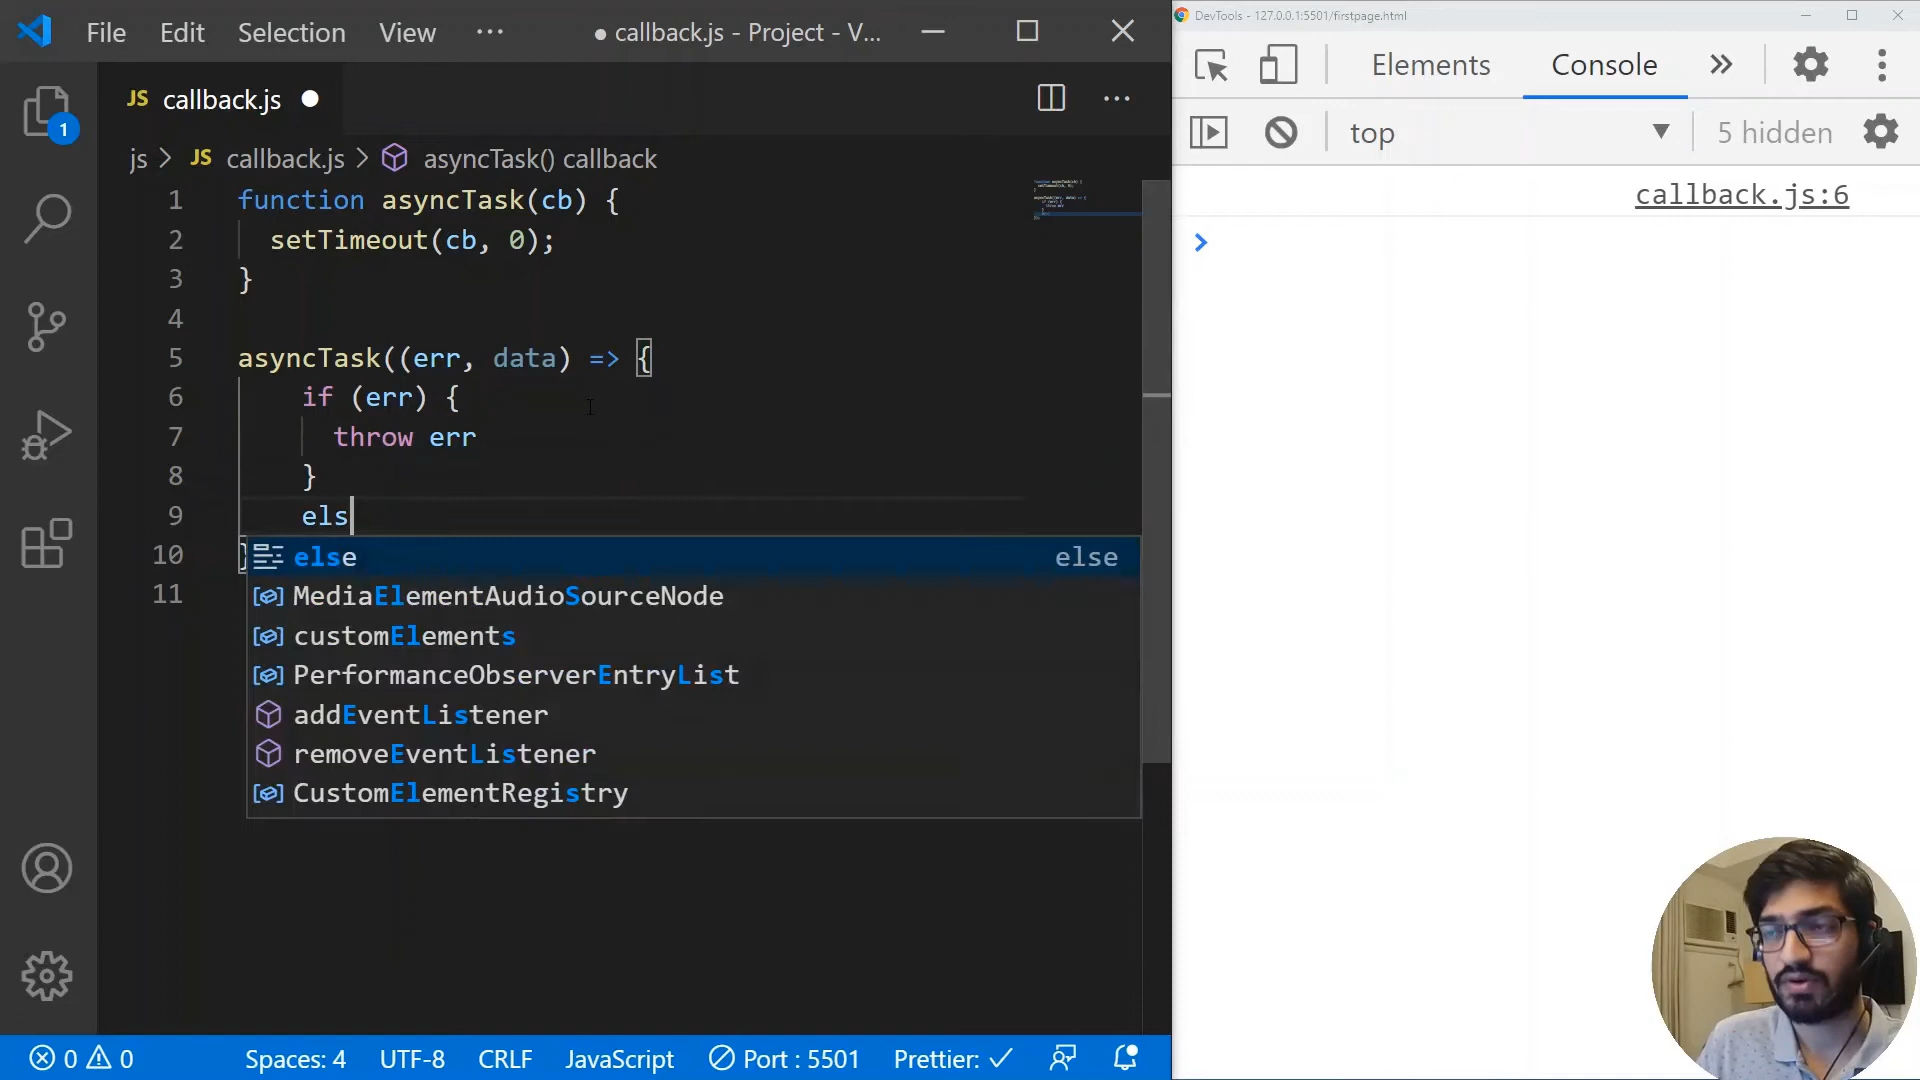 File Edit Selection View ··· ● callback.js - Project - V...
JS callback.js ●
js > JS callback.js > asyncTask() callback
1 function asyncTask(cb) {
2 setTimeout(cb, 0);
3 }
4
5 asyncTask((err, data) => {
6 if (err) {
7 throw err
8 }
9 els
10 }
11
else else
MediaElementAudioSourceNode
customElements
PerformanceObserverEntryList
addEventListener
removeEventListener
CustomElementRegistry
1
0 0 Spaces: 4 UTF-8 CRLF JavaScript Port : 5501 Prettier: ✓
DevTools - 127.0.0.1:5501/firstpage.html
Elements Console »
top 5 hidden
callback.js:6
>